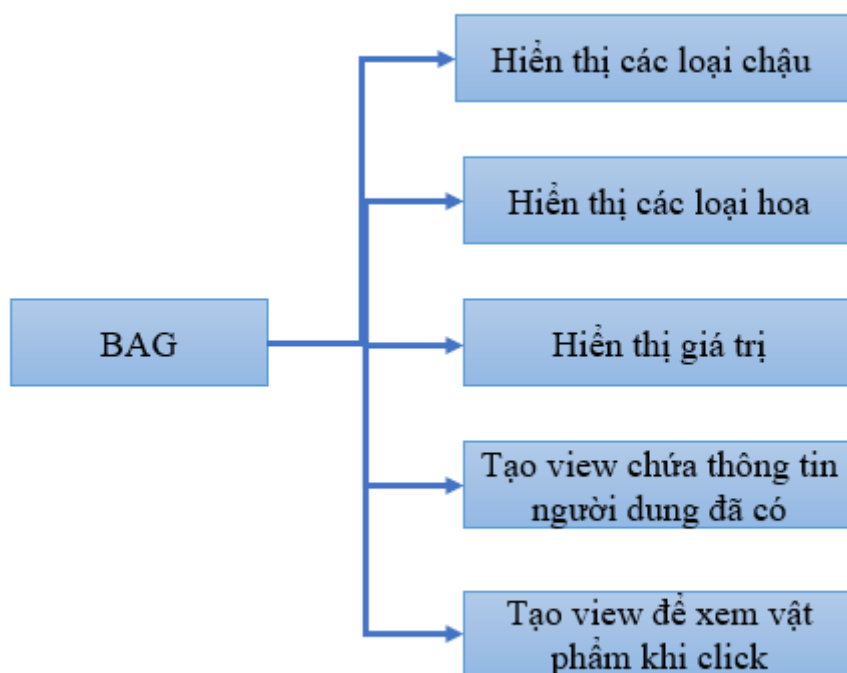 Hiển thị các loại chậu
Hiển thị các loại hoa
BAG
Hiển thị giá trị
Tạo view chứa thông tin
người dung đã có
Tạo view để xem vật
phẩm khi click